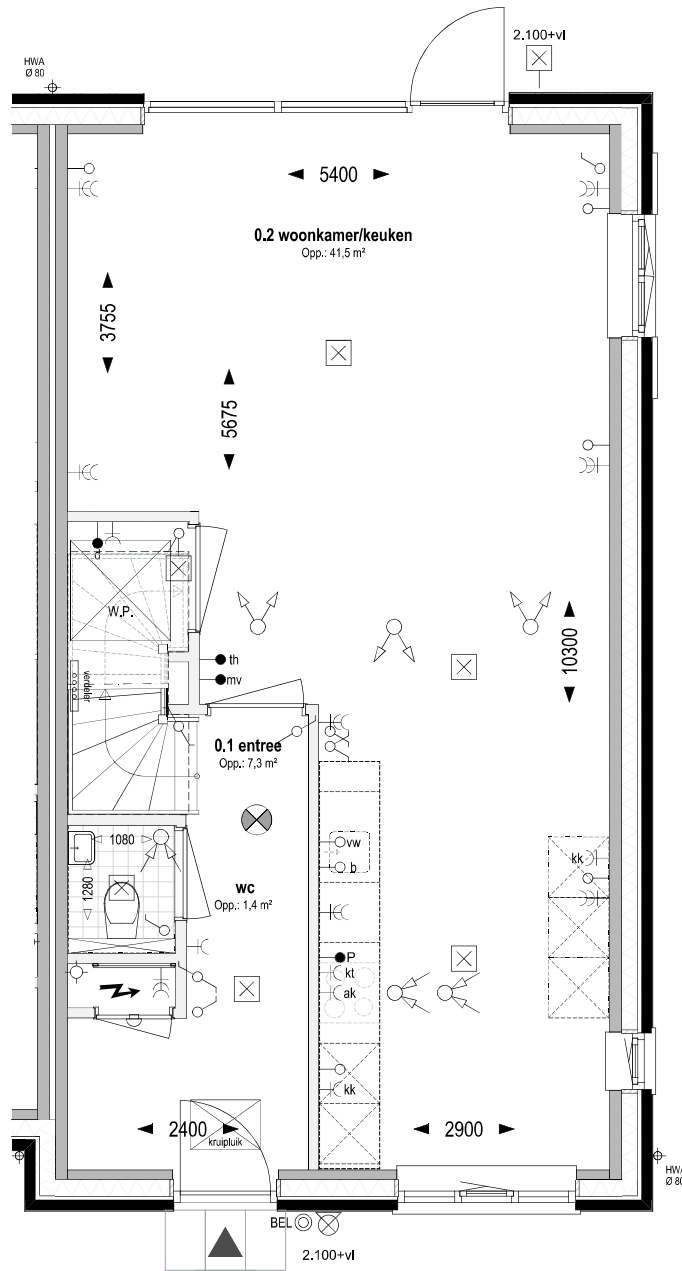 2.100+vl
HWA
Ø 80
5400
0.2 woonkamer/keuken
Opp.: 41,5 m²
3755
5675
W.P.
th
mv
verdeler
10300
0.1 entree
Opp.: 7,3 m²
1080
vw
b
kk
1280
wc
Opp.: 1,4 m²
P
kt
ak
kk
2400
2900
kruipluik
HWA
Ø 80
BEL
2.100+vl